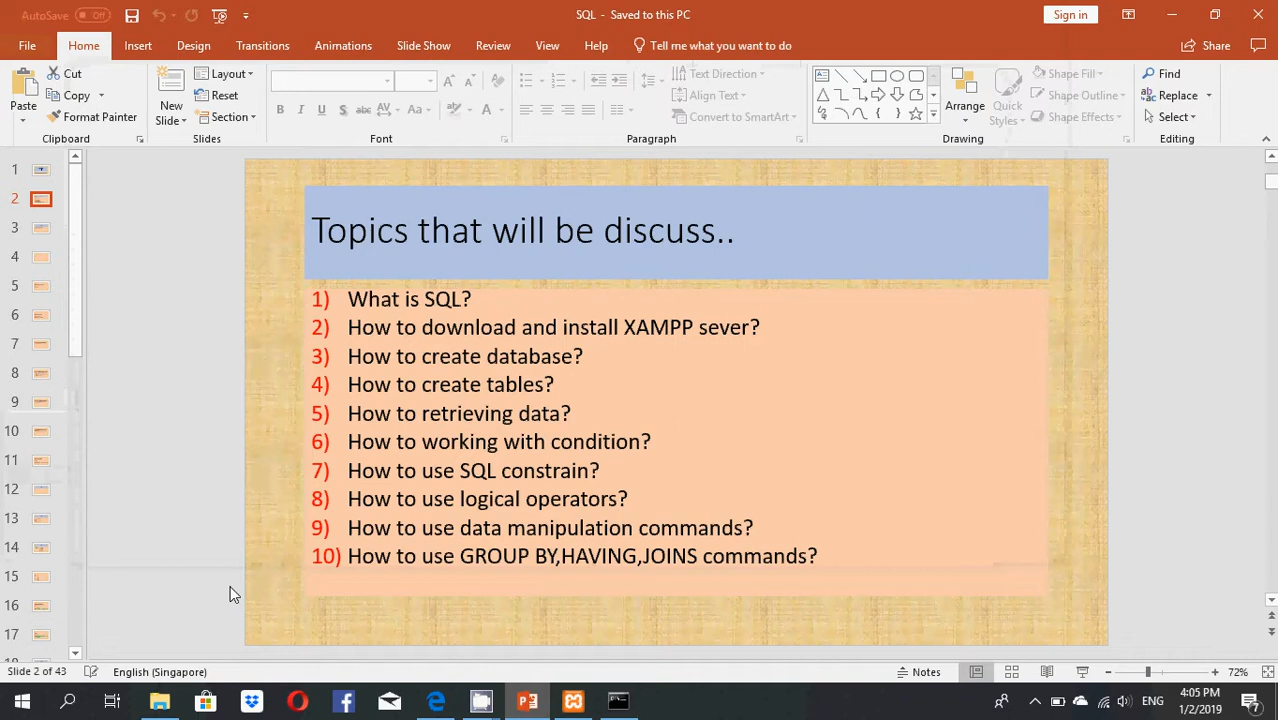 AutoSave Off
SQL - Saved to this PC
Sign in
File Home Insert Design Transitions Animations Slide Show Review View Help Tell me what you want to do
Share
Paste
Cut
Copy
Format Painter
Clipboard
New Slide
Layout
Reset
Section
Slides
B I U S abc AV Aa A
Font
Text Direction
Align Text
Convert to SmartArt
Paragraph
Arrange
Quick Styles
Shape Fill
Shape Outline
Shape Effects
Drawing
Find
Replace
Select
Editing
1
2
3
4
5
6
7
8
9
10
11
12
13
14
15
16
17
Topics that will be discuss..
1) What is SQL?
2) How to download and install XAMPP sever?
3) How to create database?
4) How to create tables?
5) How to retrieving data?
6) How to working with condition?
7) How to use SQL constrain?
8) How to use logical operators?
9) How to use data manipulation commands?
10) How to use GROUP BY,HAVING,JOINS commands?
Slide 2 of 43
English (Singapore)
Notes
72%
ENG
4:05 PM
1/2/2019
7